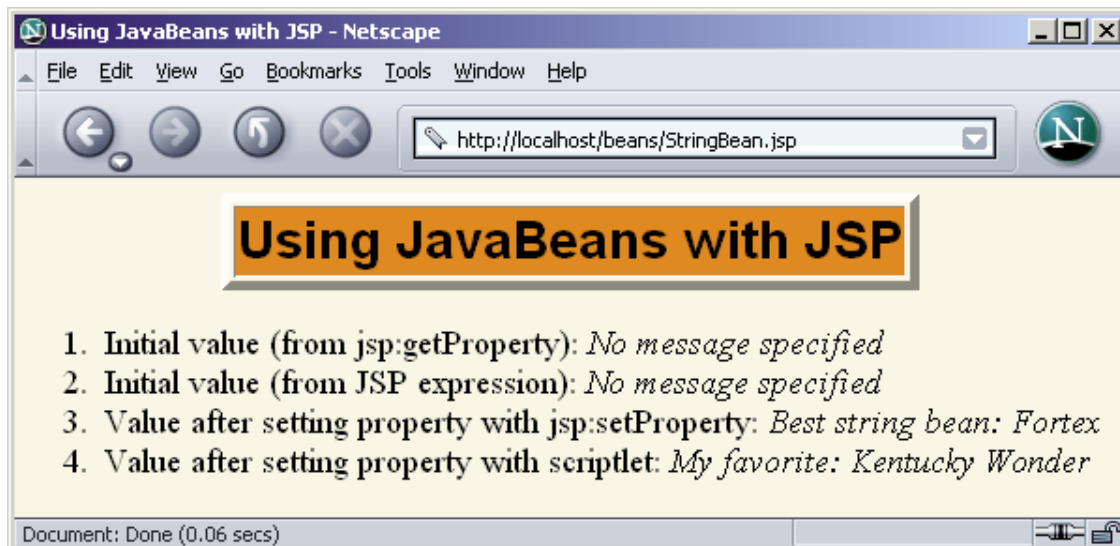 Using JavaBeans with JSP - Netscape
File Edit View Go Bookmarks Tools Window Help
http://localhost/beans/StringBean.jsp
N
Using JavaBeans with JSP
1. Initial value (from jsp:getProperty): No message specified
2. Initial value (from JSP expression): No message specified
3. Value after setting property with jsp:setProperty: Best string bean: Fortex
4. Value after setting property with scriptlet: My favorite: Kentucky Wonder
Document: Done (0.06 secs)